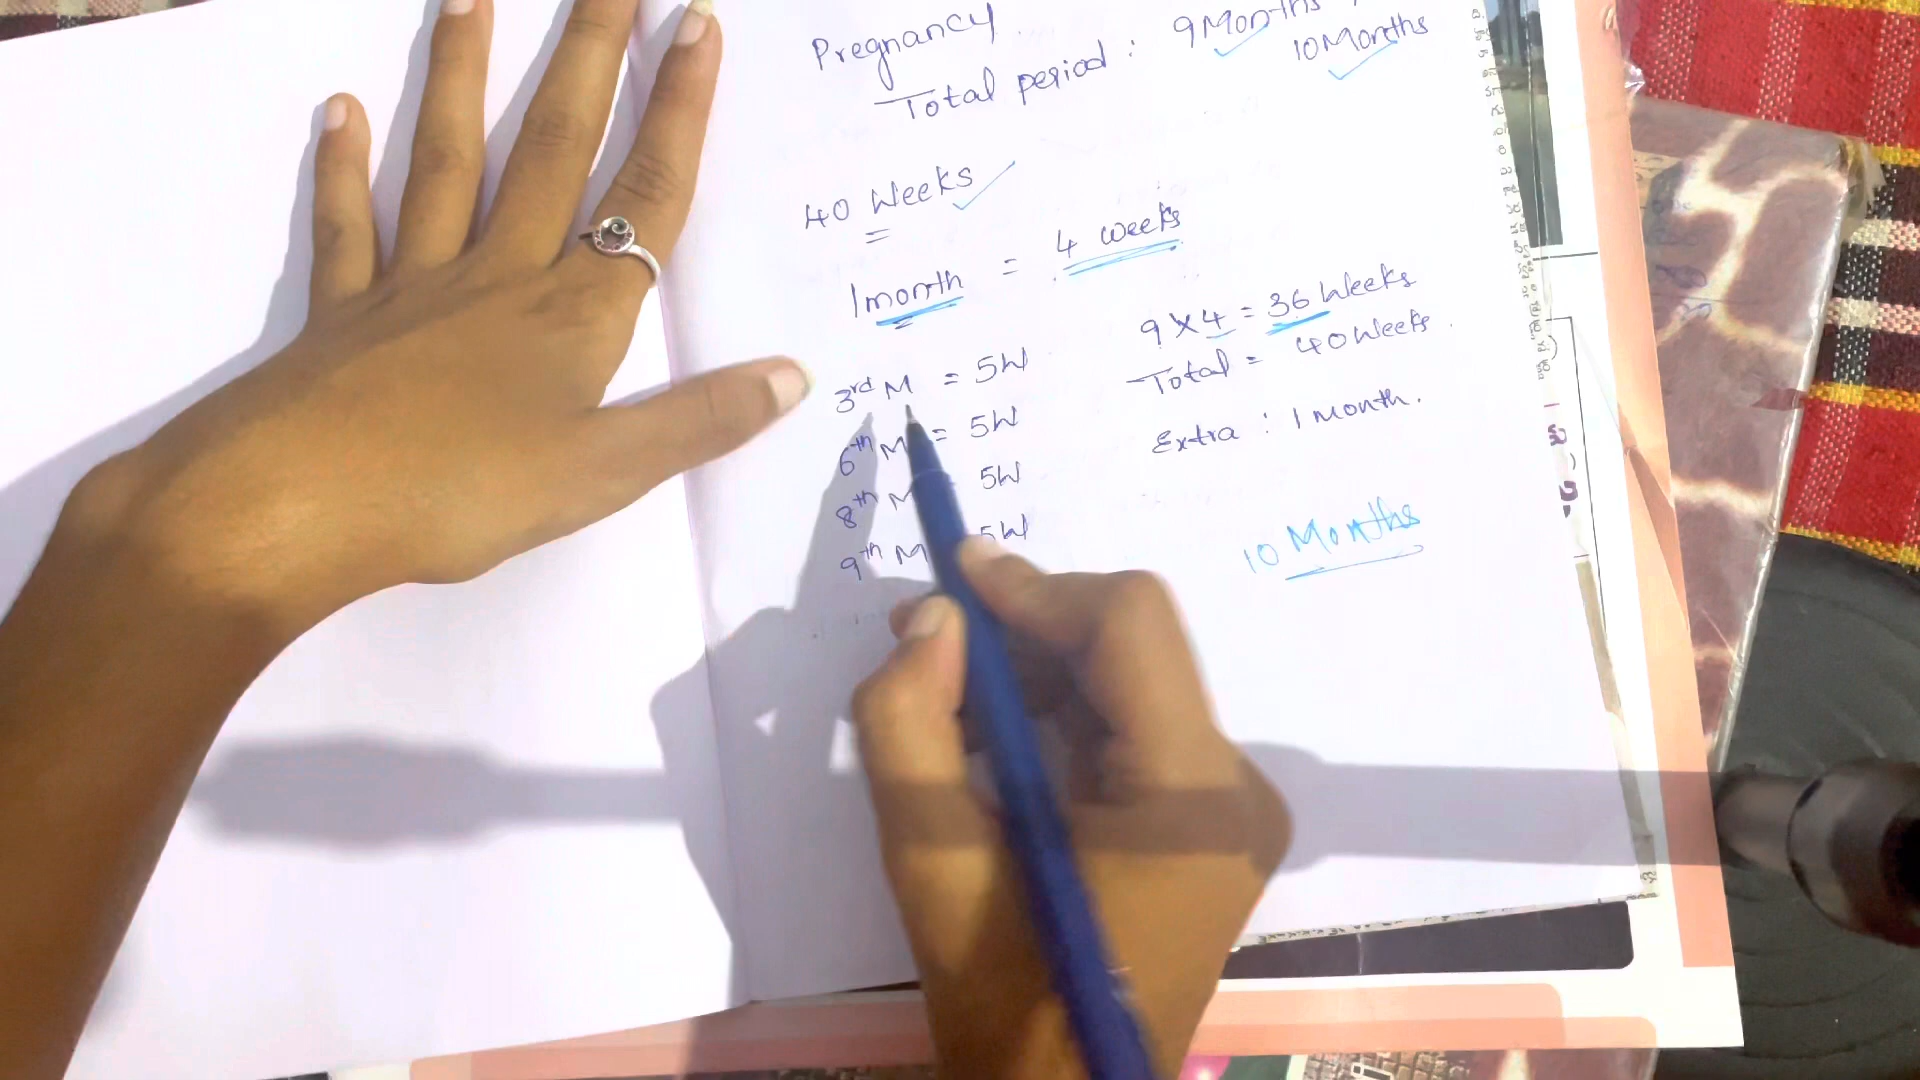 Pregnancy
Total period : 9 Months
10 Months
40 Weeks
=
1 month = 4 weeks
9 X 4 = 36 Weeks
Total = 40 Weeks.
Extra : 1 Month.
10 Months
3rd M = 5W
6th M = 5W
8th M 5W
9th M 5W